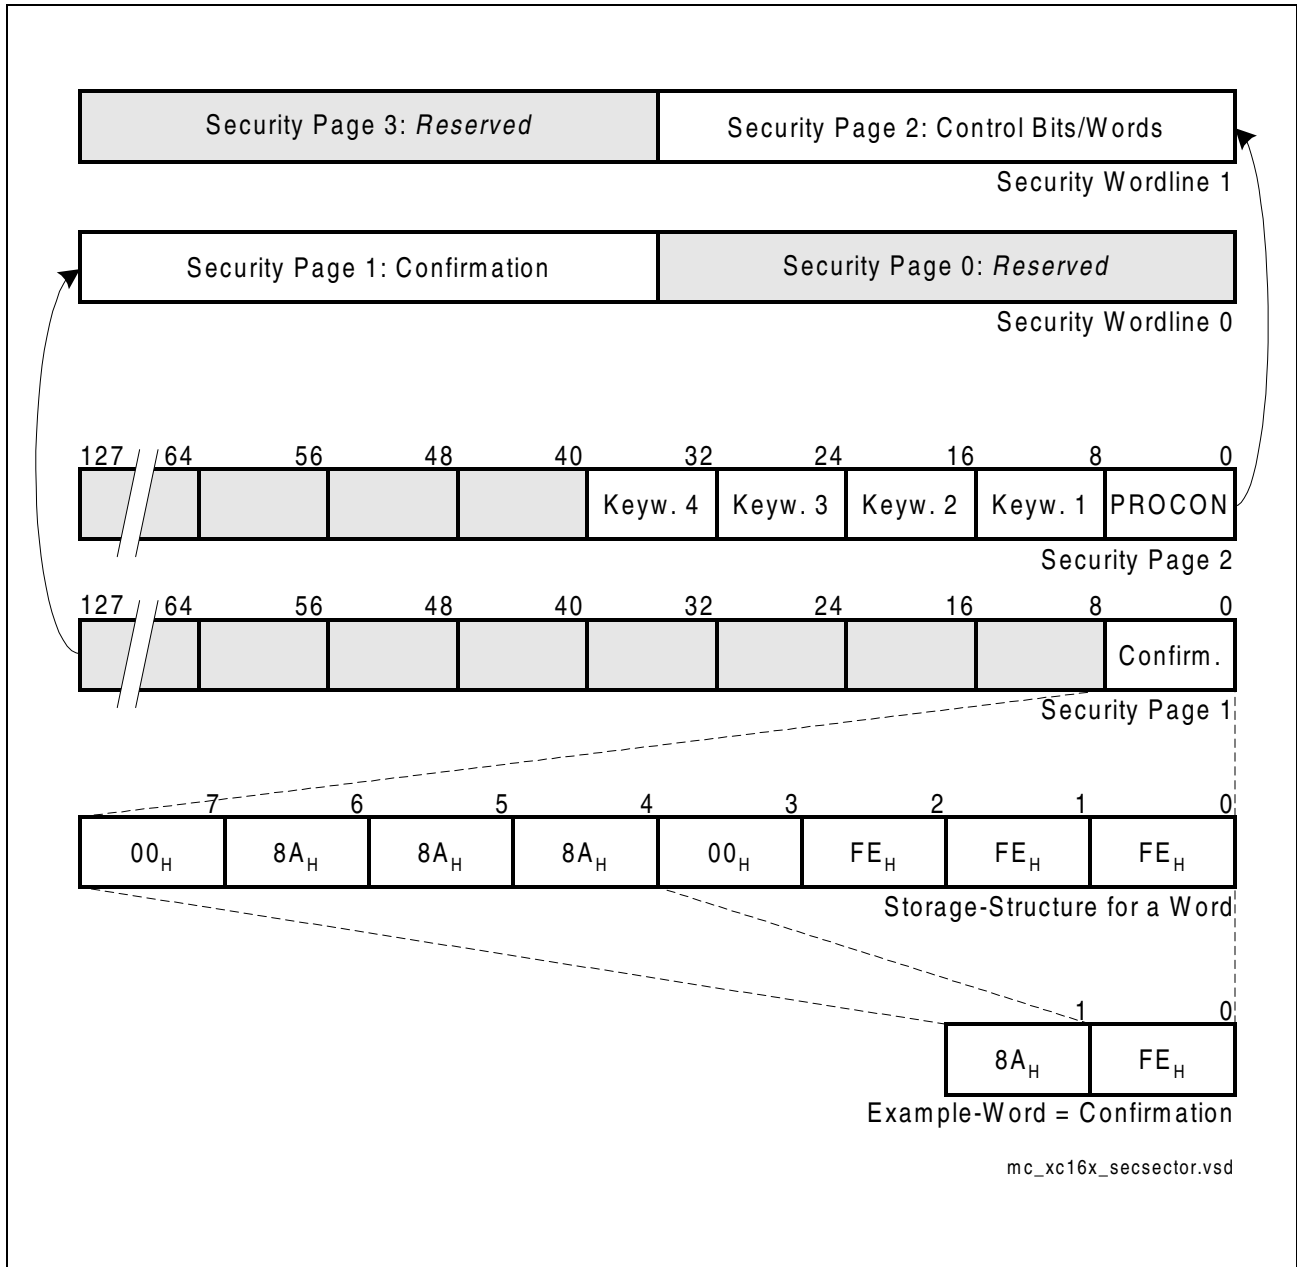 Security Page 3: Reserved Security Page 2: Control Bits/Words
Security Wordline 1
Security Page 1: Confirmation Security Page 0: Reserved
Security Wordline 0
127 64 56 48 40 32 24 16 8 0
Keyw. 4 Keyw. 3 Keyw. 2 Keyw. 1 PROCON
Security Page 2
127 64 56 48 40 32 24 16 8 0
Confirm.
Security Page 1
7 6 5 4 3 2 1 0
00H 8AH 8AH 8AH 00H FEH FEH FEH
Storage-Structure for a Word
1 0
8AH FEH
Example-Word = Confirmation
mc_xc16x_secsector.vsd